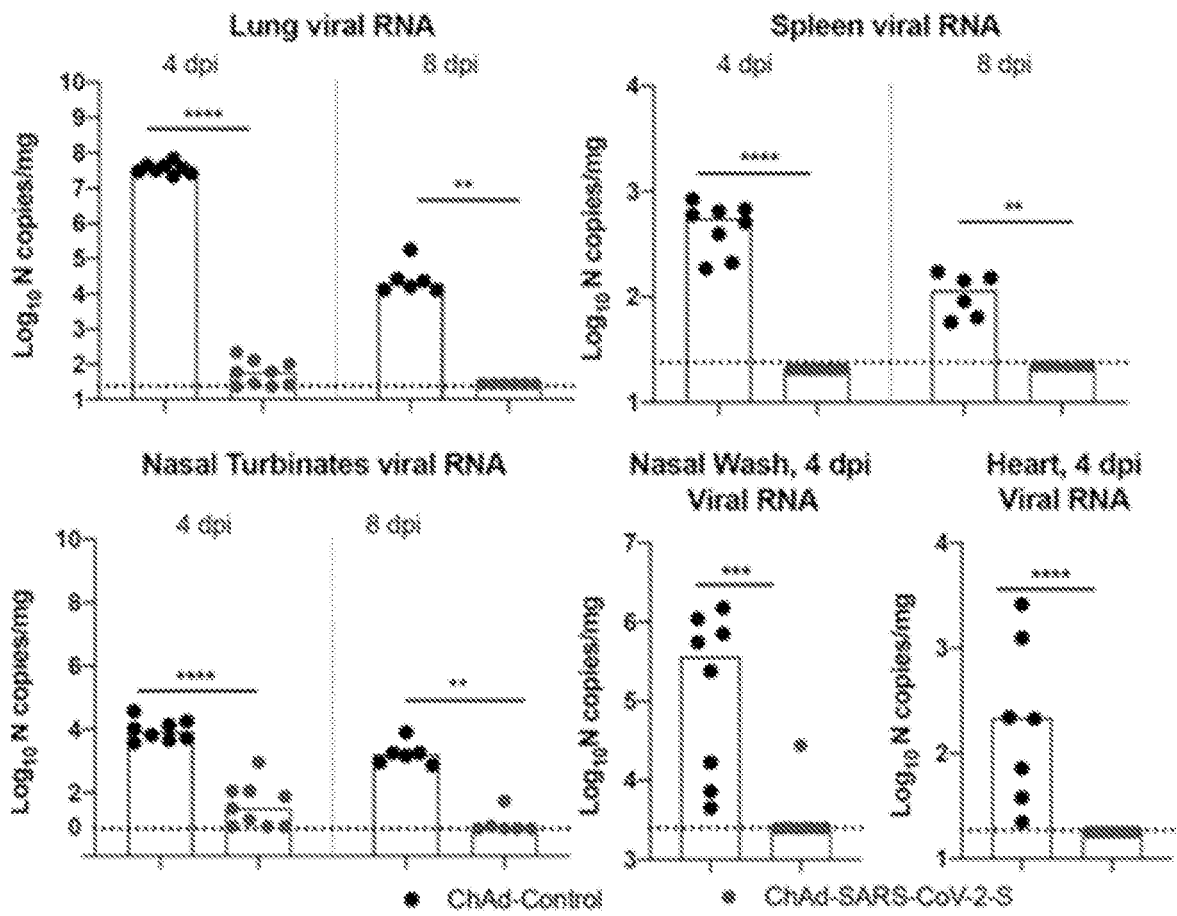 Lung viral RNA
4 dpi
8 dpi
Log10 N copies/mg
10
9
8
7
6
5
4
3
2
1
****
**
Spleen viral RNA
4 dpi
8 dpi
Log10 N copies/mg
4
3
2
1
****
**
Nasal Turbinates viral RNA
4 dpi
8 dpi
Log10 N copies/mg
10
8
6
4
2
0
****
**
Nasal Wash, 4 dpi
Viral RNA
Log10N copies/mg
7
6
5
4
3
***
Heart, 4 dpi
Viral RNA
Log10 N copies/mg
4
3
2
1
****
ChAd-Control
ChAd-SARS-CoV-2-S